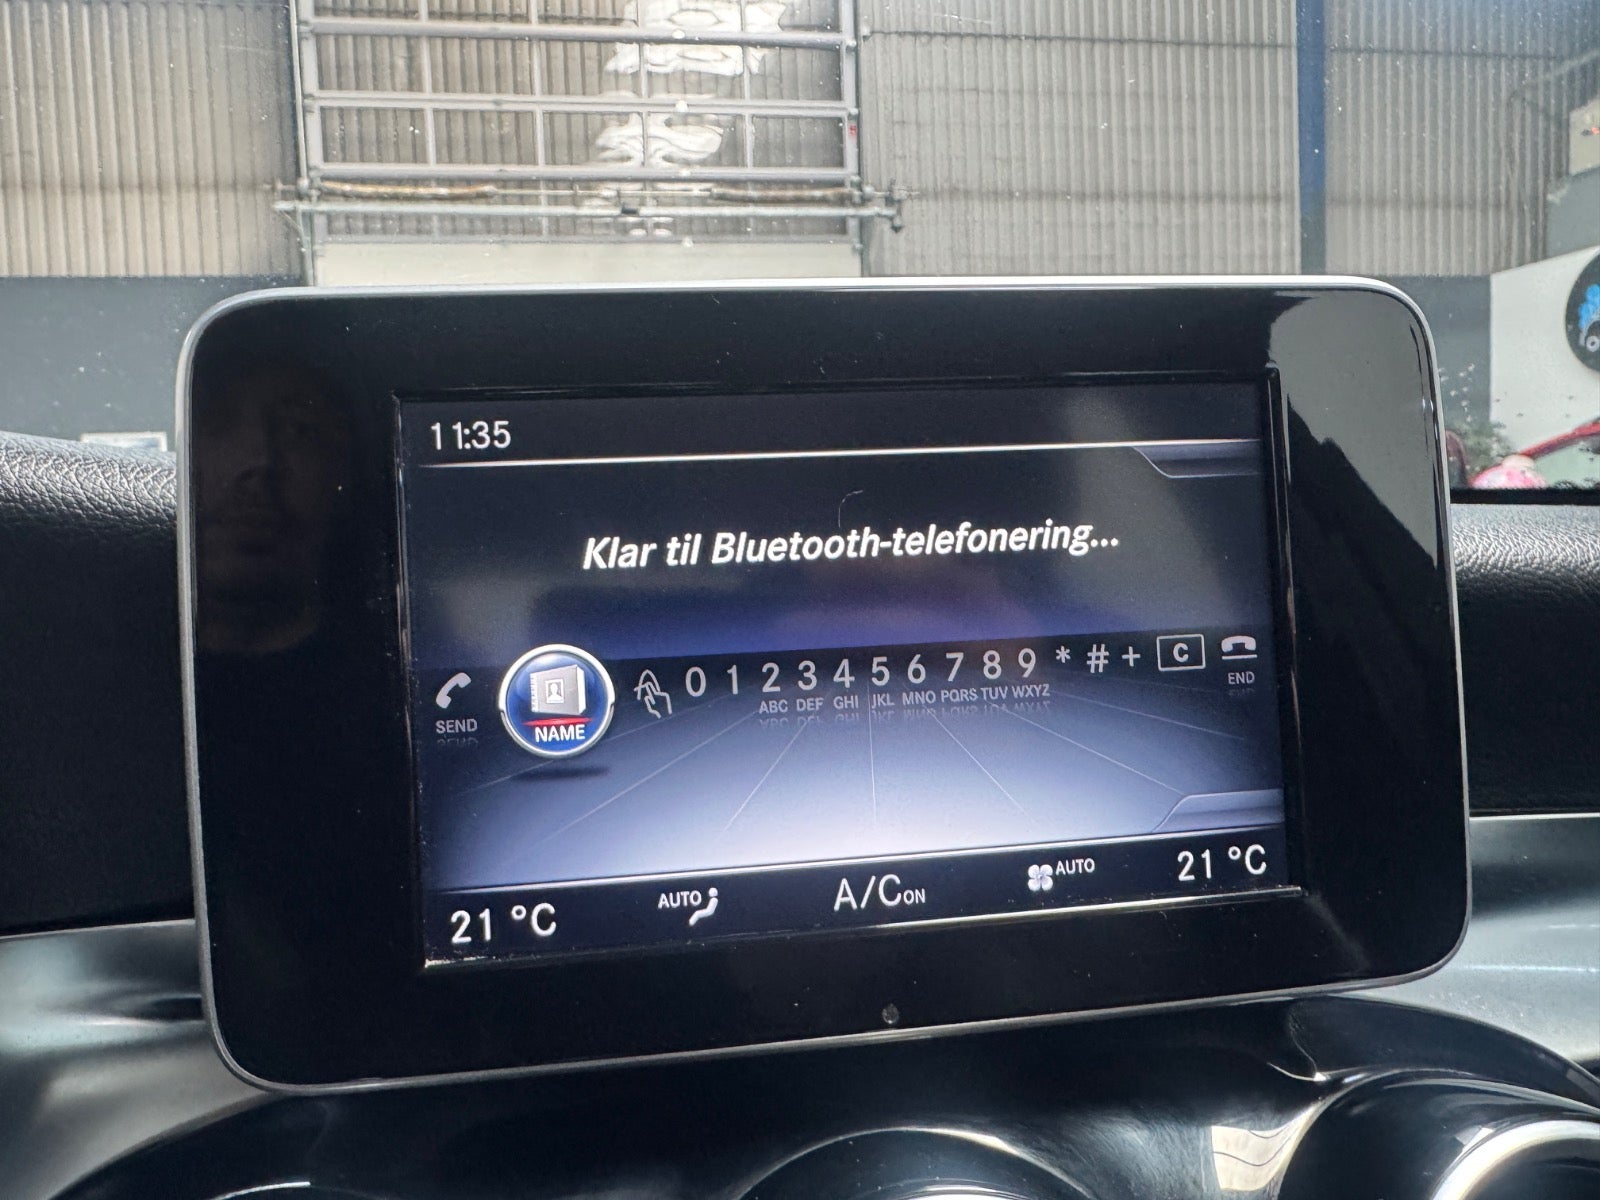 11:35
Klar til Bluetooth-telefonering...
SEND
NAME
0 1 2 3 4 5 6 7 8 9 * # + C
ABC DEF GHI JKL MNO PQRS TUV WXYZ
END
21 °C AUTO A/C ON AUTO 21 °C